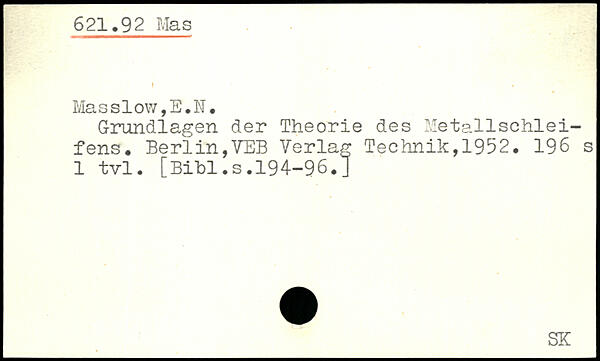 621.92 Mas
Masslow,E.N.
Grundlagen der Theorie des Metallschlei-
fens. Berlin,VEB Verlag Technik,1952. 196 s
1 tvl. [Bibl.s.194-96.]
SK